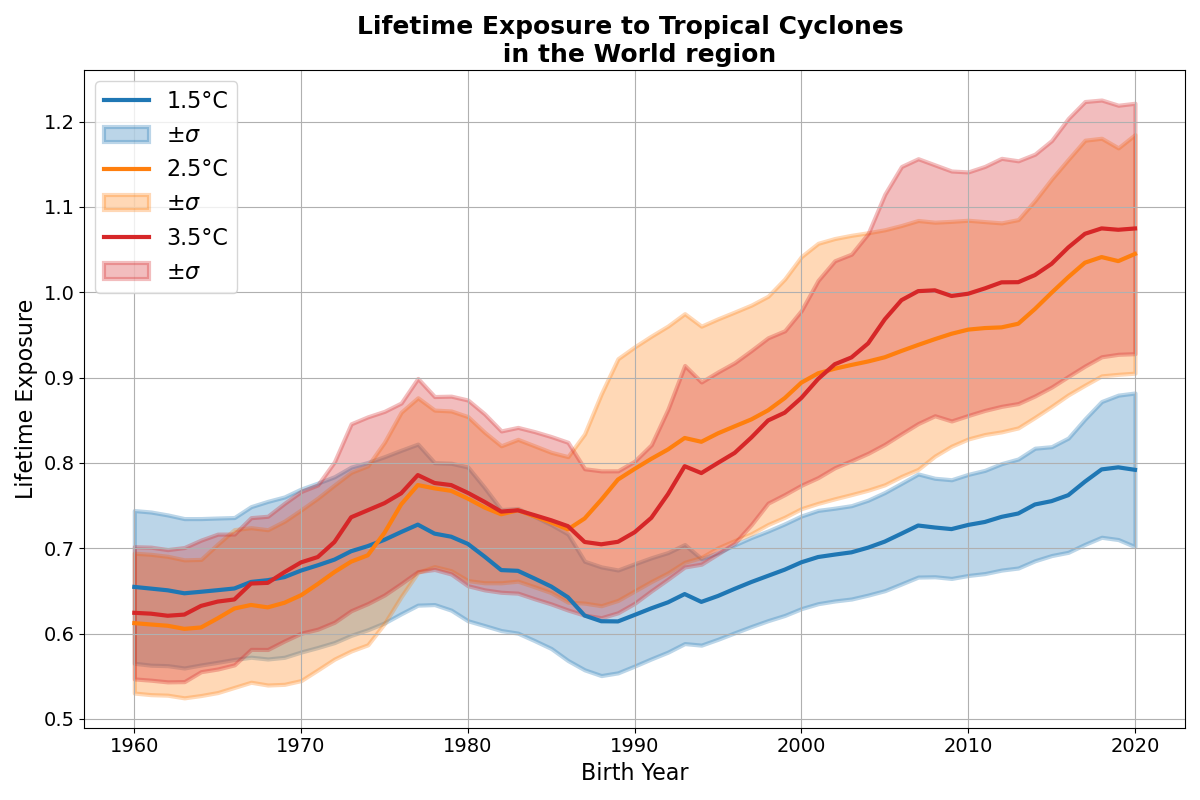 Lifetime Exposure to Tropical Cyclones
in the World region
1.5°C
±σ
2.5°C
±σ
3.5°C
±σ
Lifetime Exposure
1.2
1.1
1.0
0.9
0.8
0.7
0.6
0.5
1960 1970 1980 1990 2000 2010 2020
Birth Year